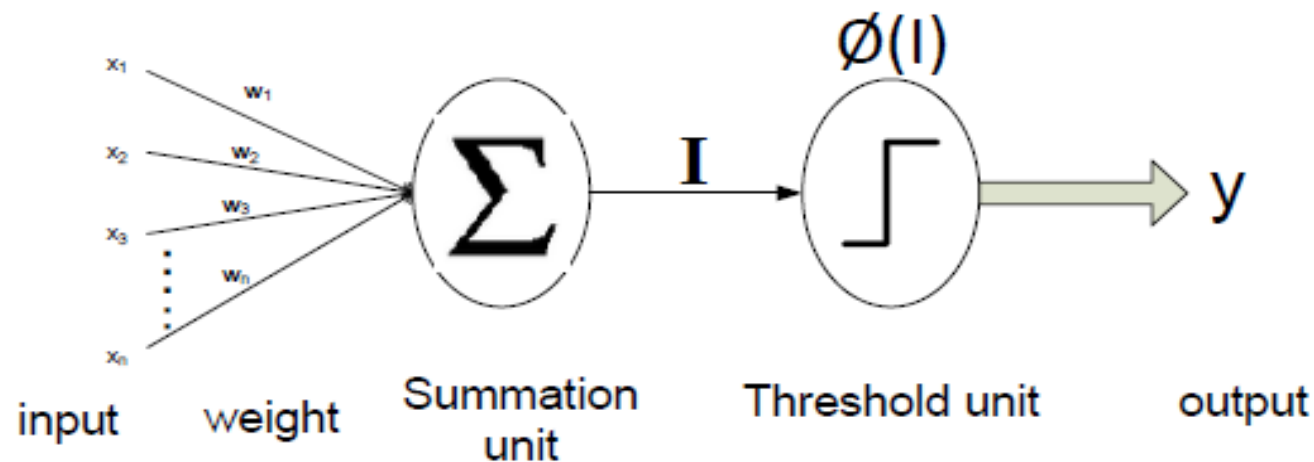 Ø(I)
x₁
w₁
x₂
w₂
Σ
I
y
x₃
w₃
wₙ
xₙ
input
weight
Summation
unit
Threshold unit
output